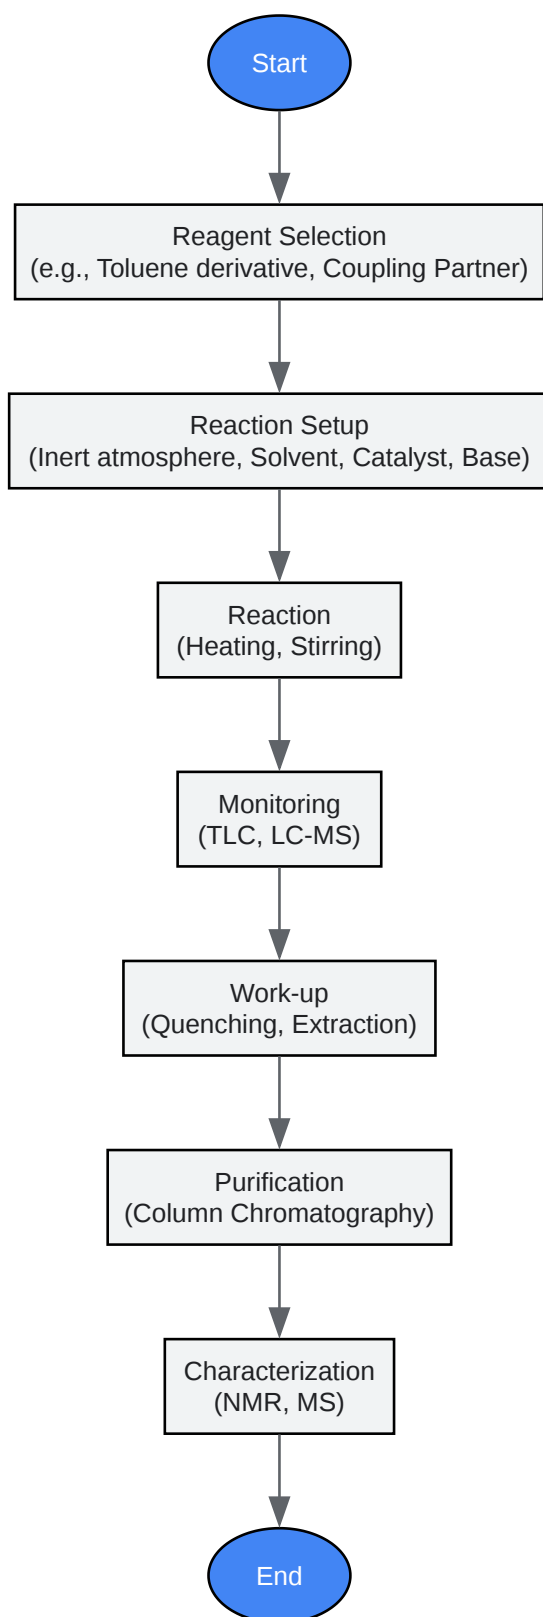 Start
Reagent Selection
(e.g., Toluene derivative, Coupling Partner)
Reaction Setup
(Inert atmosphere, Solvent, Catalyst, Base)
Reaction
(Heating, Stirring)
Monitoring
(TLC, LC-MS)
Work-up
(Quenching, Extraction)
Purification
(Column Chromatography)
Characterization
(NMR, MS)
End